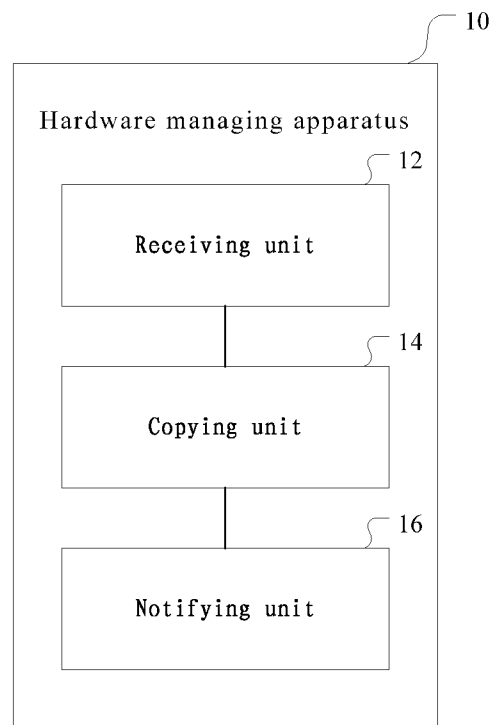 10
Hardware managing apparatus
12
Receiving unit
14
Copying unit
16
Notifying unit